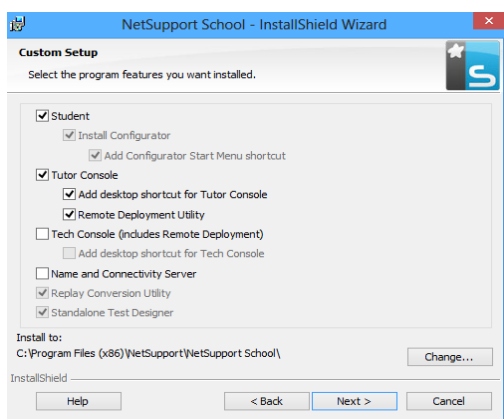 NetSupport School - InstallShield Wizard
Custom Setup
Select the program features you want installed.
S
Student
Install Configurator
Add Configurator Start Menu shortcut
Tutor Console
Add desktop shortcut for Tutor Console
Remote Deployment Utility
Tech Console (includes Remote Deployment)
Add desktop shortcut for Tech Console
Name and Connectivity Server
Replay Conversion Utility
Standalone Test Designer
Install to:
C:\Program Files (x86)\NetSupport\NetSupport School\
Change...
InstallShield
Help < Back Next > Cancel